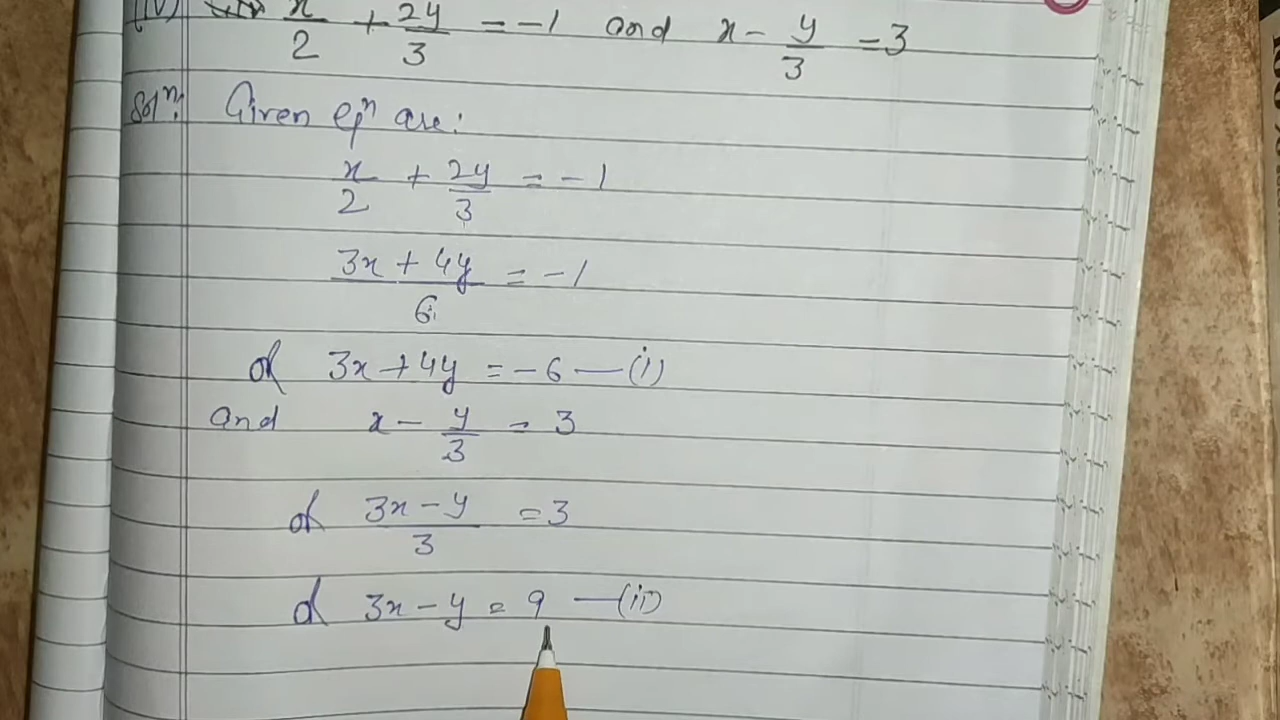 (iv) x/2 + 2y/3 = -1 and x - y/3 = 3
Solⁿ: Given eqⁿ are:
x/2 + 2y/3 = -1
(3x + 4y)/6 = -1
or 3x + 4y = -6 —(i)
and x - y/3 = 3
or (3x - y)/3 = 3
or 3x - y = 9 —(ii)